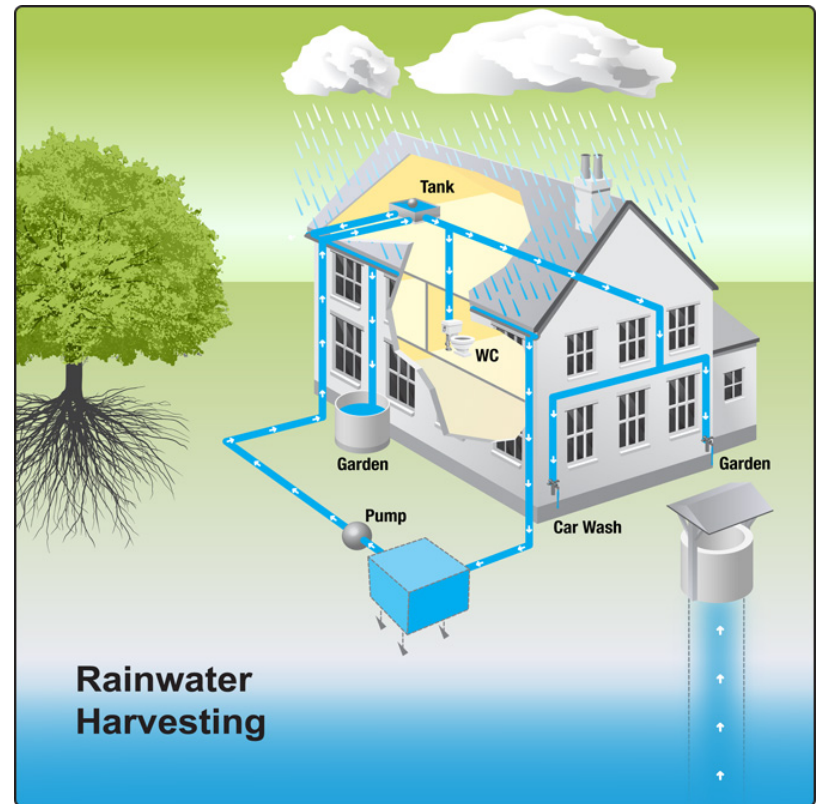 Tank
WC
Garden
Garden
Pump
Car Wash
Rainwater
Harvesting